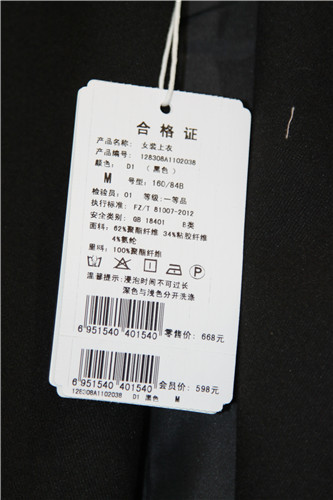 合格证
产品名称: 女装上衣
产品编号: 128308A1102038
颜色: D1 (黑色)
M 号型: 160/84B
检验员: 01 等级: 一等品
执行标准: FZ/T 81007-2012
安全类别: GB 18401 B类
面料: 62%聚酯纤维 34%粘胶纤维
4%氨纶
里料: 100%聚酯纤维
P
温馨提示: 浸泡时间不可过长
深色与浅色分开洗涤
6 951540 401540 零售价: 668元
6 951540 401540 会员价: 598元
128308A1102038 D1 黑色 M